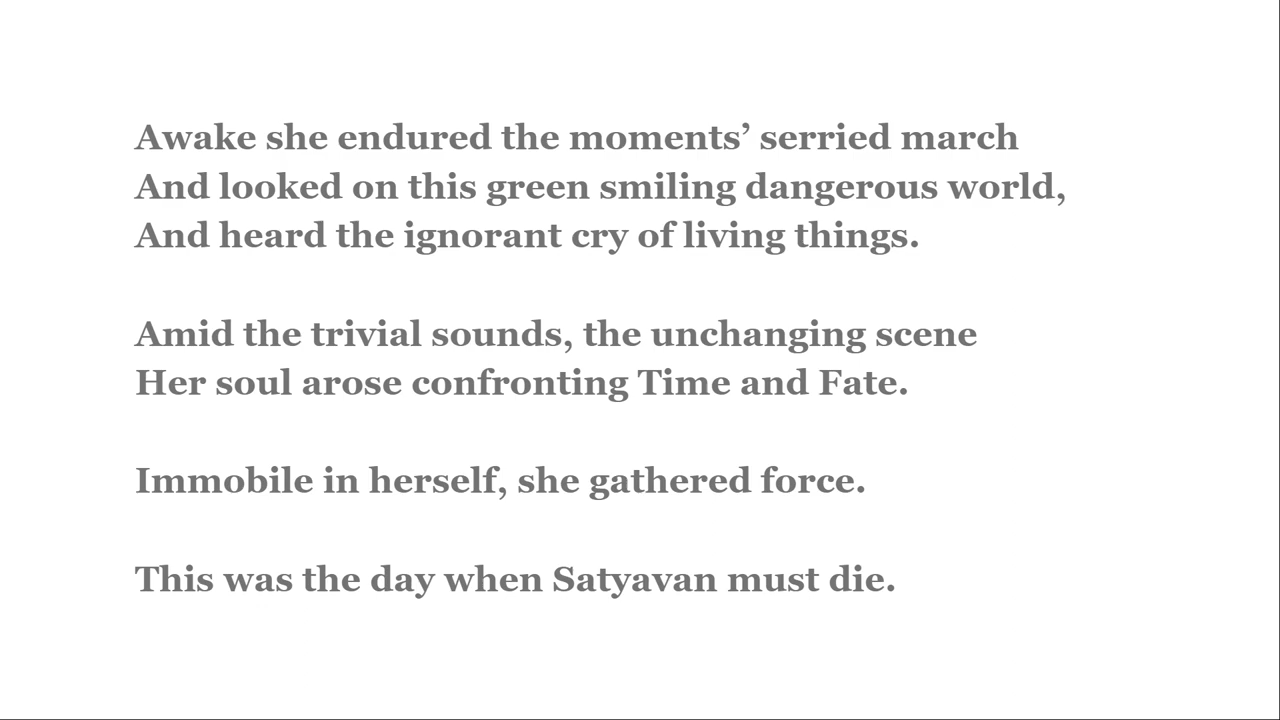 Awake she endured the moments’ serried march
And looked on this green smiling dangerous world,
And heard the ignorant cry of living things.
Amid the trivial sounds, the unchanging scene
Her soul arose confronting Time and Fate.
Immobile in herself, she gathered force.
This was the day when Satyavan must die.